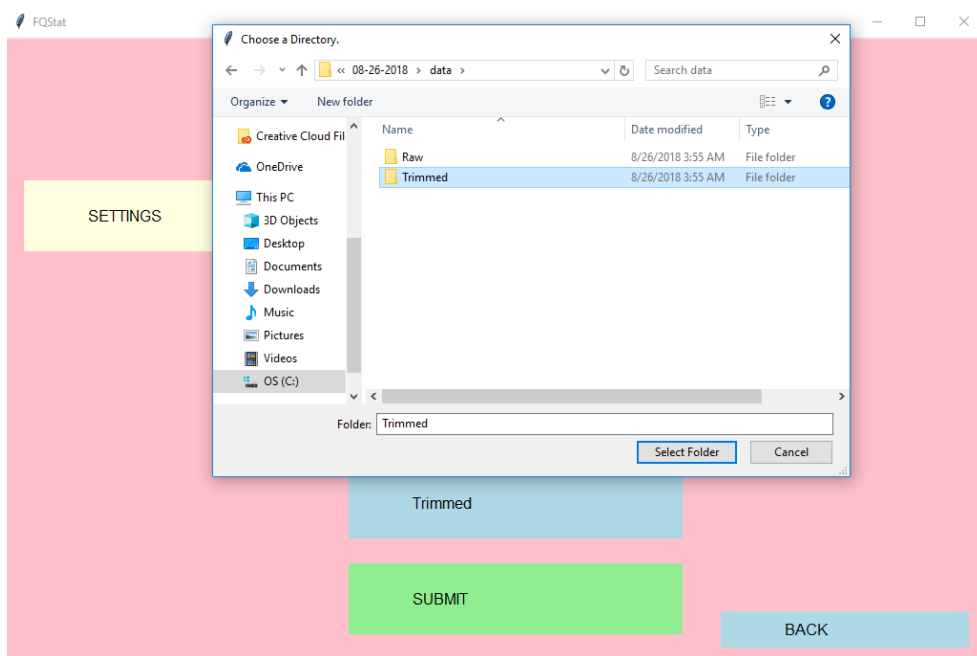 FQStat
Choose a Directory.
« 08-26-2018 › data ›
Search data
Organize
New folder
?
Name
Date modified
Type
Creative Cloud Fil
OneDrive
This PC
3D Objects
Desktop
Documents
Downloads
Music
Pictures
Videos
OS (C:)
Raw 8/26/2018 3:55 AM File folder
Trimmed 8/26/2018 3:55 AM File folder
Folder: Trimmed
Select Folder
Cancel
SETTINGS
Trimmed
SUBMIT
BACK